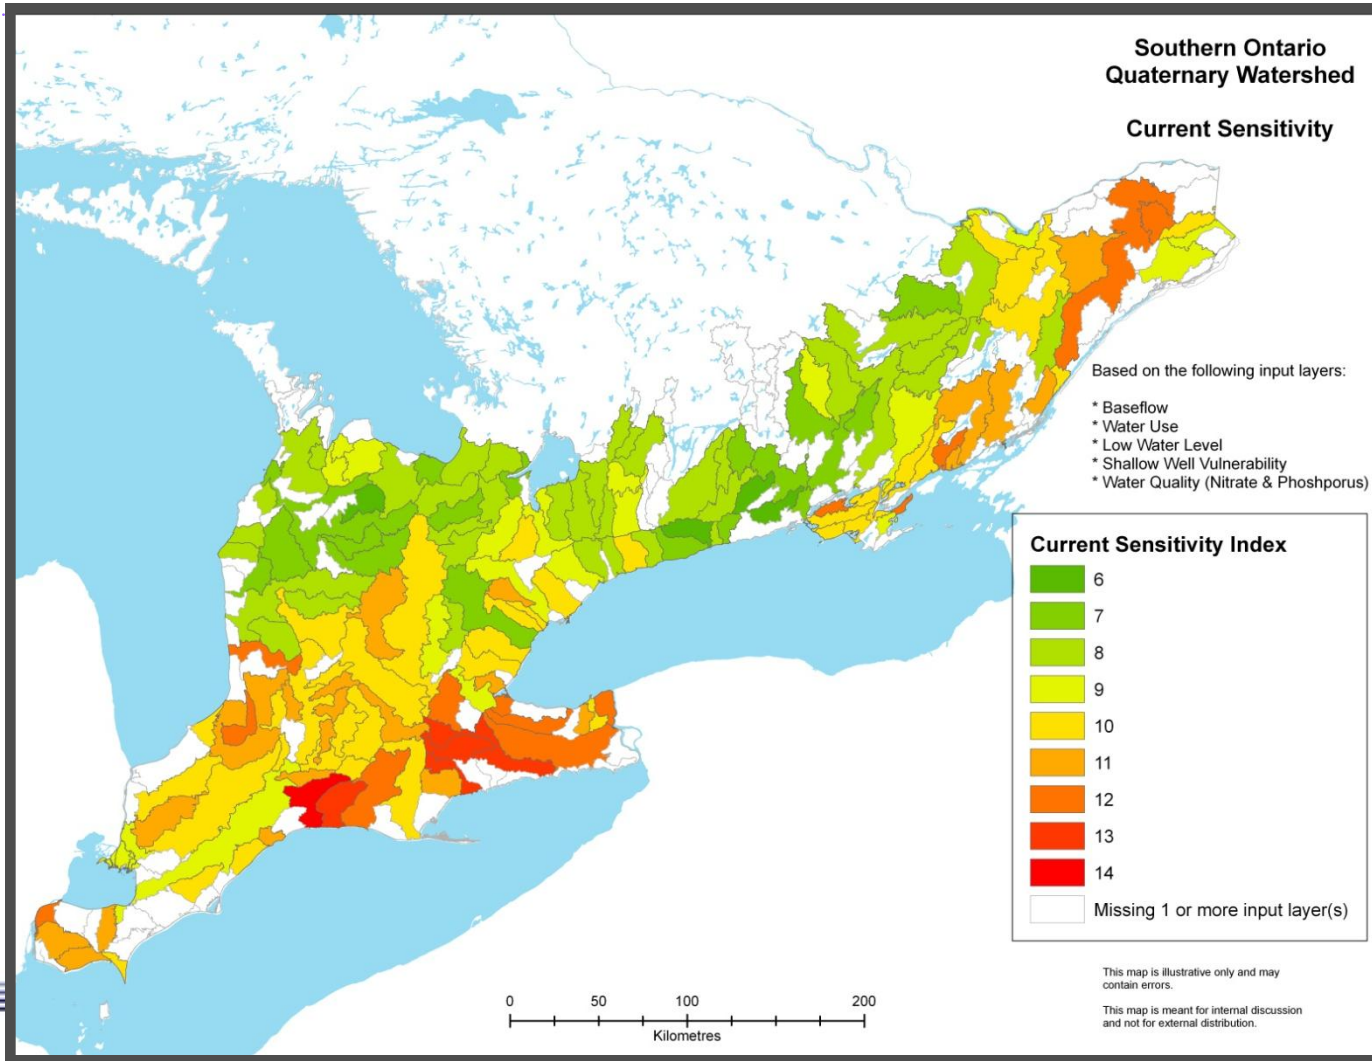 Southern Ontario
Quaternary Watershed
Current Sensitivity
Based on the following input layers:
* Baseflow
* Water Use
* Low Water Level
* Shallow Well Vulnerability
* Water Quality (Nitrate & Phoshporus)
Current Sensitivity Index
6
7
8
9
10
11
12
13
14
Missing 1 or more input layer(s)
This map is illustrative only and may
contain errors.
This map is meant for internal discussion
and not for external distribution.
0 50 100 200
Kilometres